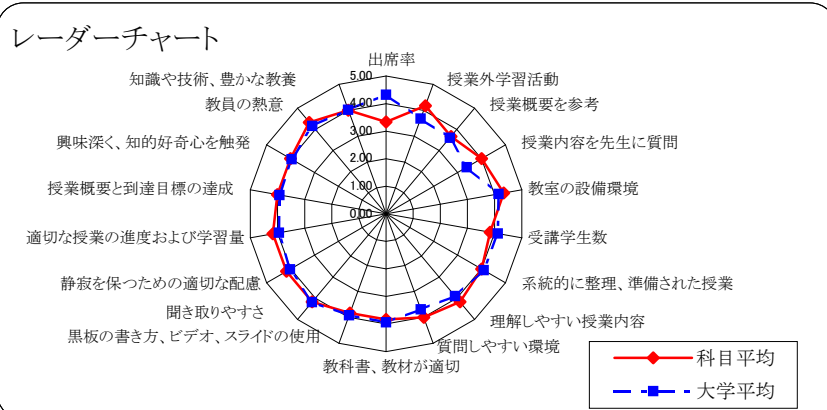 レーダーチャート
出席率
5.00
4.00
3.00
2.00
1.00
0.00
授業外学習活動
授業概要を参考
授業内容を先生に質問
教室の設備環境
受講学生数
系統的に整理、準備された授業
理解しやすい授業内容
質問しやすい環境
教科書、教材が適切
黒板の書き方、ビデオ、スライドの使用
聞き取りやすさ
静寂を保つための適切な配慮
適切な授業の進度および学習量
授業概要と到達目標の達成
興味深く、知的好奇心を触発
教員の熱意
知識や技術、豊かな教養
科目平均
大学平均